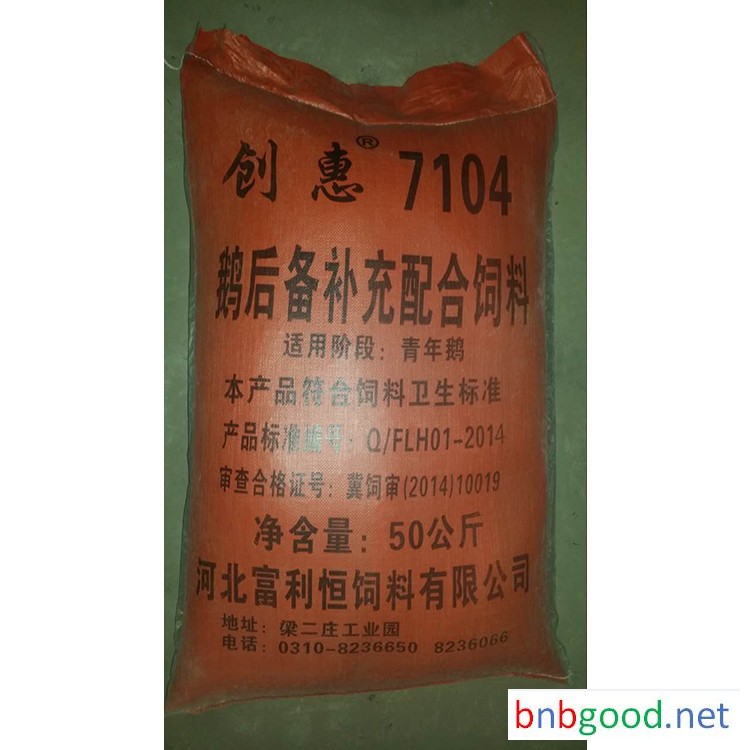 创惠® 7104
鹅后备补充配合饲料
适用阶段：青年鹅
本产品符合饲料卫生标准
产品标准编号：Q/FLH01-2014
审查合格证号：冀饲审(2014)10019
净含量：50公斤
河北富利恒饲料有限公司
地址：梁二庄工业园
电话：0310-8236650 8236066
bnbgood.net